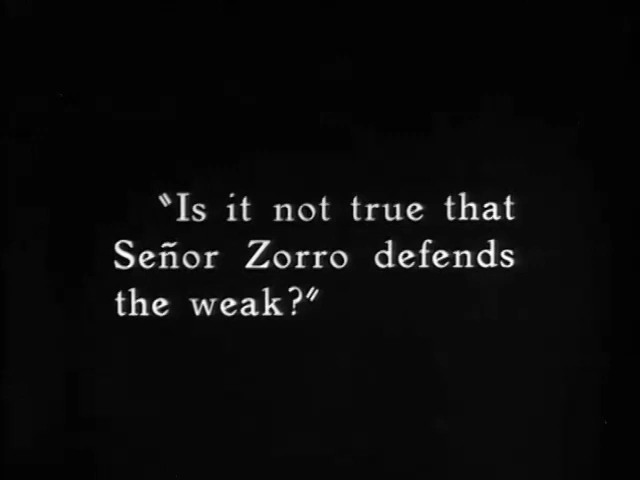 "Is it not true that
Señor Zorro defends
the weak?"